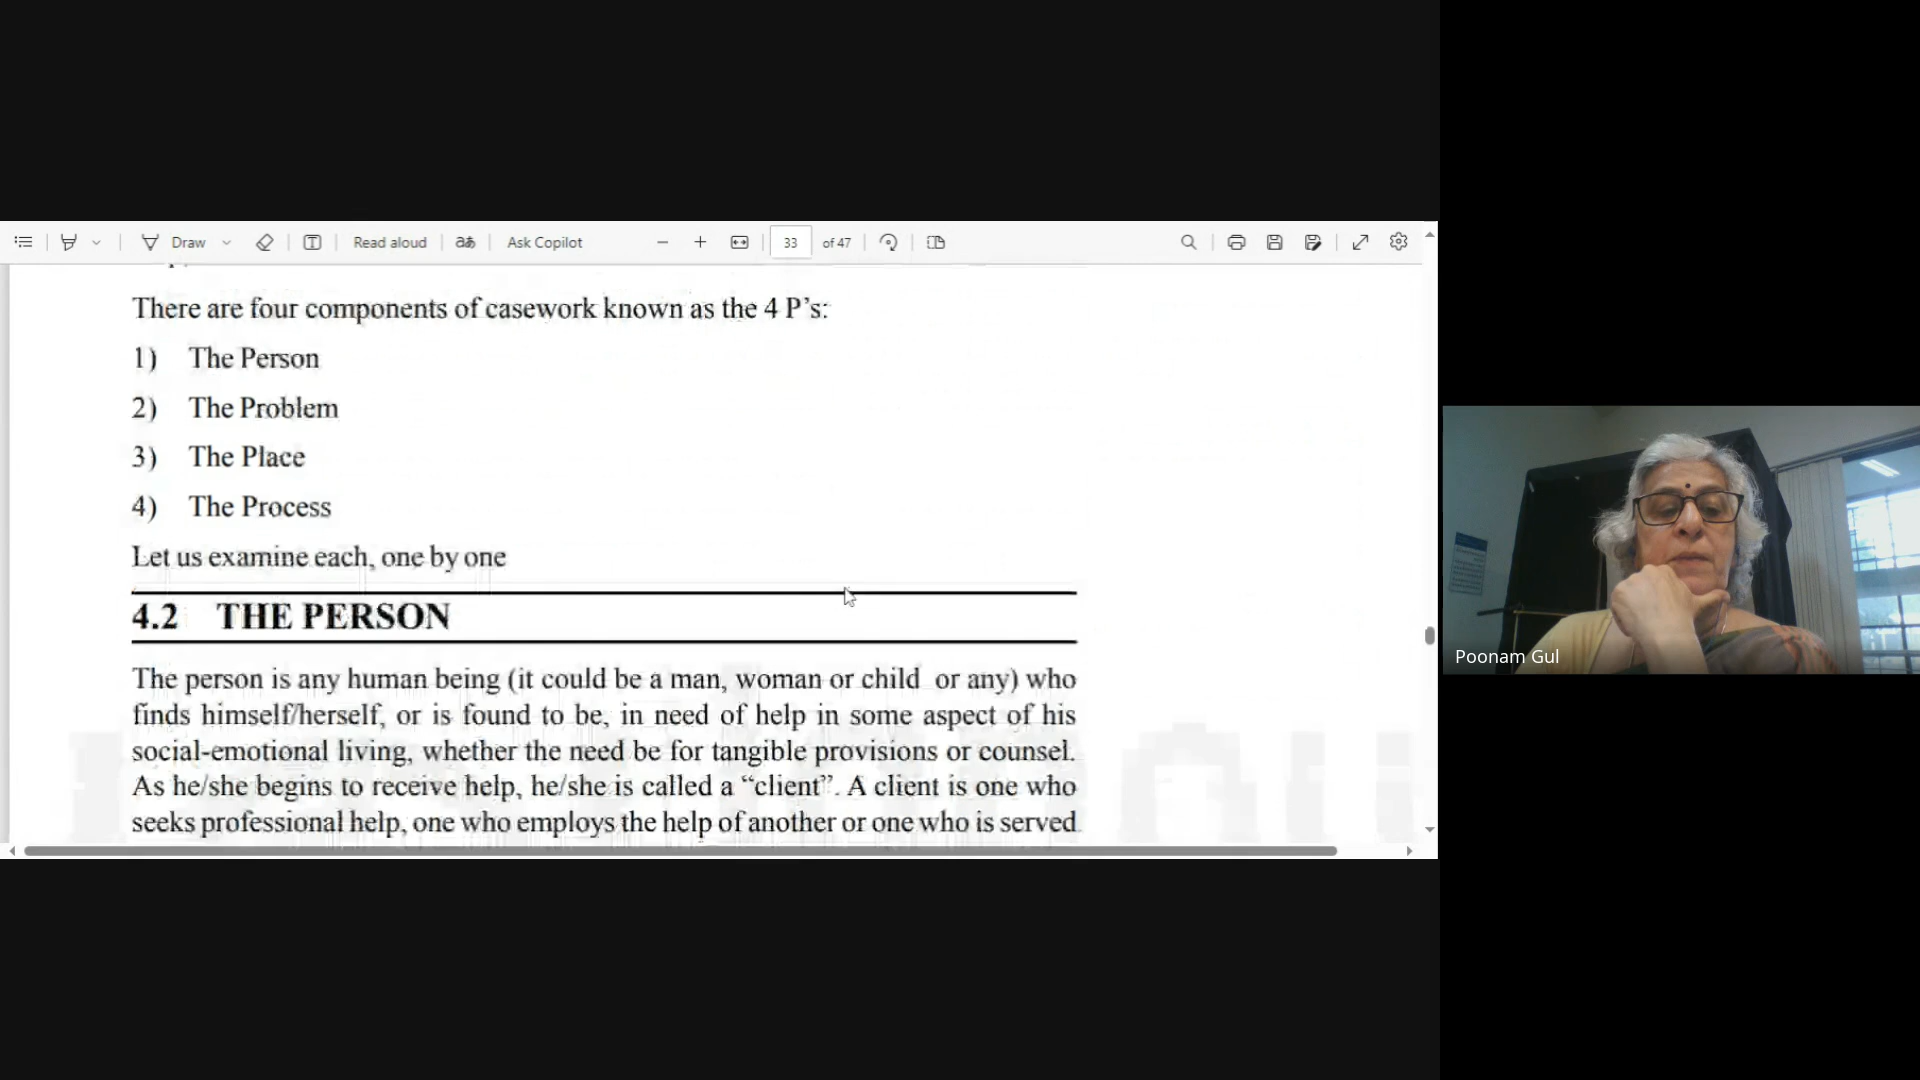 Draw
Read aloud
Ask Copilot
33
of 47
There are four components of casework known as the 4 P's:
1) The Person
2) The Problem
3) The Place
4) The Process
Let us examine each, one by one
4.2 THE PERSON
The person is any human being (it could be a man, woman or child or any) who
finds himself/herself, or is found to be, in need of help in some aspect of his
social-emotional living, whether the need be for tangible provisions or counsel.
As he/she begins to receive help, he/she is called a “client”. A client is one who
seeks professional help, one who employs the help of another or one who is served
Poonam Gul